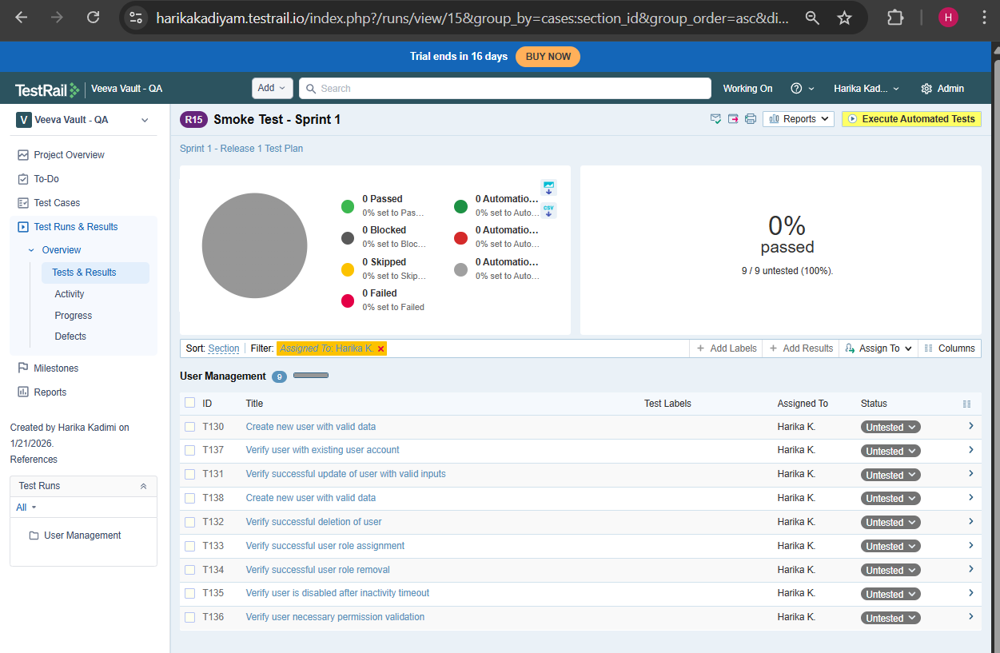 harikakadiyam.testrail.io/index.php?/runs/view/15&group_by=cases:section_id&group_order=asc&di...
H
Trial ends in 16 days BUY NOW
TestRail Veeva Vault - QA Add Search Working On Harika Kad... Admin
V Veeva Vault - QA
Project Overview
To-Do
Test Cases
Test Runs & Results
Overview
Tests & Results
Activity
Progress
Defects
Milestones
Reports
Created by Harika Kadimi on
1/21/2026.
References
Test Runs
All
User Management
R15 Smoke Test - Sprint 1 Reports Execute Automated Tests
Sprint 1 - Release 1 Test Plan
0 Passed
0% set to Pas...
0 Blocked
0% set to Bloc...
0 Skipped
0% set to Skip...
0 Failed
0% set to Failed
0 Automatio...
0% set to Auto...
0 Automatio...
0% set to Auto...
0 Automatio...
0% set to Auto...
CSV
0%
passed
9 / 9 untested (100%).
Sort: Section Filter: Assigned To: Harika K. Add Labels Add Results Assign To Columns
User Management 9
ID Title Test Labels Assigned To Status
T130 Create new user with valid data Harika K. Untested
T137 Verify user with existing user account Harika K. Untested
T131 Verify successful update of user with valid inputs Harika K. Untested
T138 Create new user with valid data Harika K. Untested
T132 Verify successful deletion of user Harika K. Untested
T133 Verify successful user role assignment Harika K. Untested
T134 Verify successful user role removal Harika K. Untested
T135 Verify user is disabled after inactivity timeout Harika K. Untested
T136 Verify user necessary permission validation Harika K. Untested